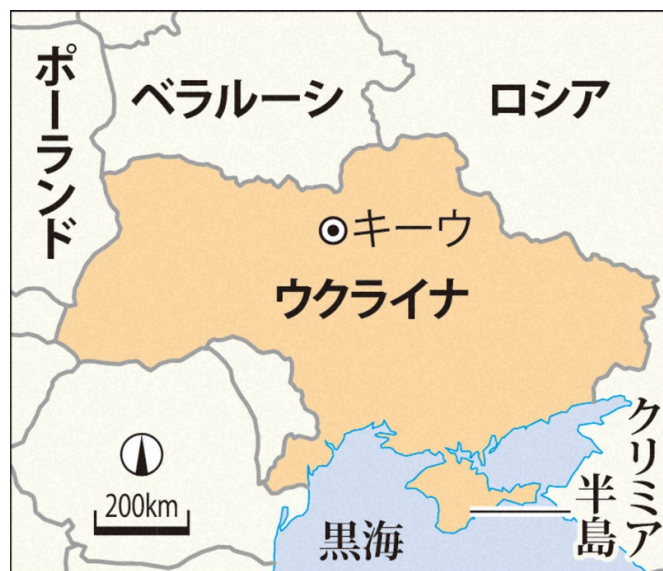 ポーランド
ベラルーシ
ロシア
キーウ
ウクライナ
クリミア
半島
200km
黒海